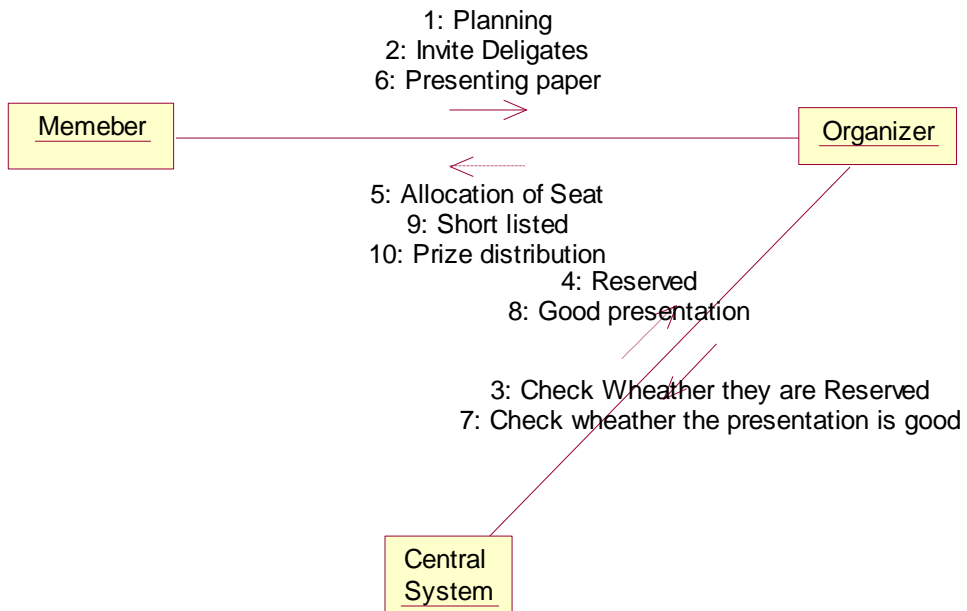 1: Planning
2: Invite Deligates
6: Presenting paper
Memeber
Organizer
5: Allocation of Seat
9: Short listed
10: Prize distribution
4: Reserved
8: Good presentation
3: Check Wheather they are Reserved
7: Check wheather the presentation is good
Central
System